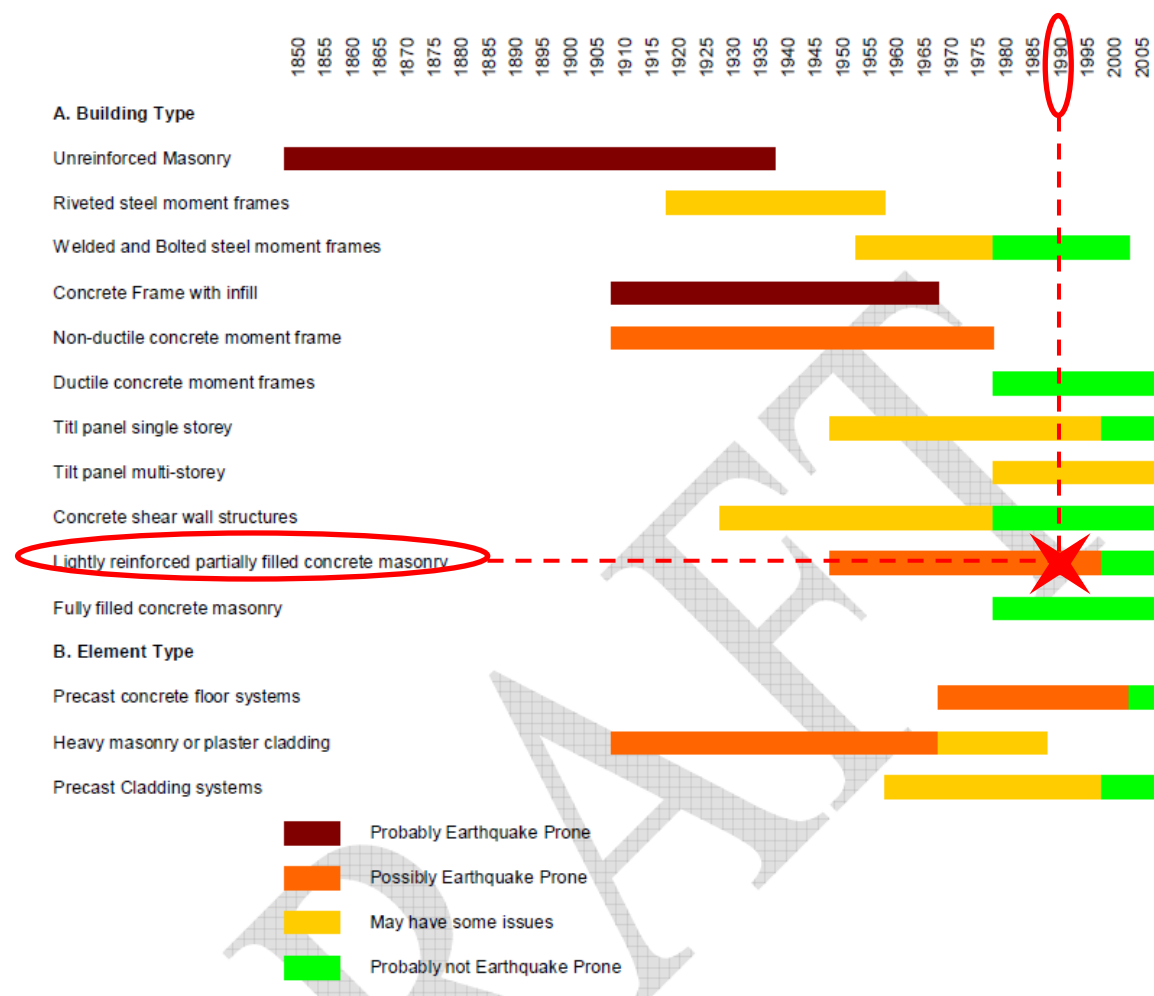 1850 1855 1860 1865 1870 1875 1880 1885 1890 1895 1900 1905 1910 1915 1920 1925 1930 1935 1940 1945 1950 1955 1960 1965 1970 1975 1980 1985 1990 1995 2000 2005
A. Building Type
Unreinforced Masonry
Riveted steel moment frames
Welded and Bolted steel moment frames
Concrete Frame with infill
Non-ductile concrete moment frame
Ductile concrete moment frames
Titl panel single storey
Tilt panel multi-storey
Concrete shear wall structures
Lightly reinforced partially filled concrete masonry
Fully filled concrete masonry
B. Element Type
Precast concrete floor systems
Heavy masonry or plaster cladding
Precast Cladding systems
Probably Earthquake Prone
Possibly Earthquake Prone
May have some issues
Probably not Earthquake Prone
RAFT